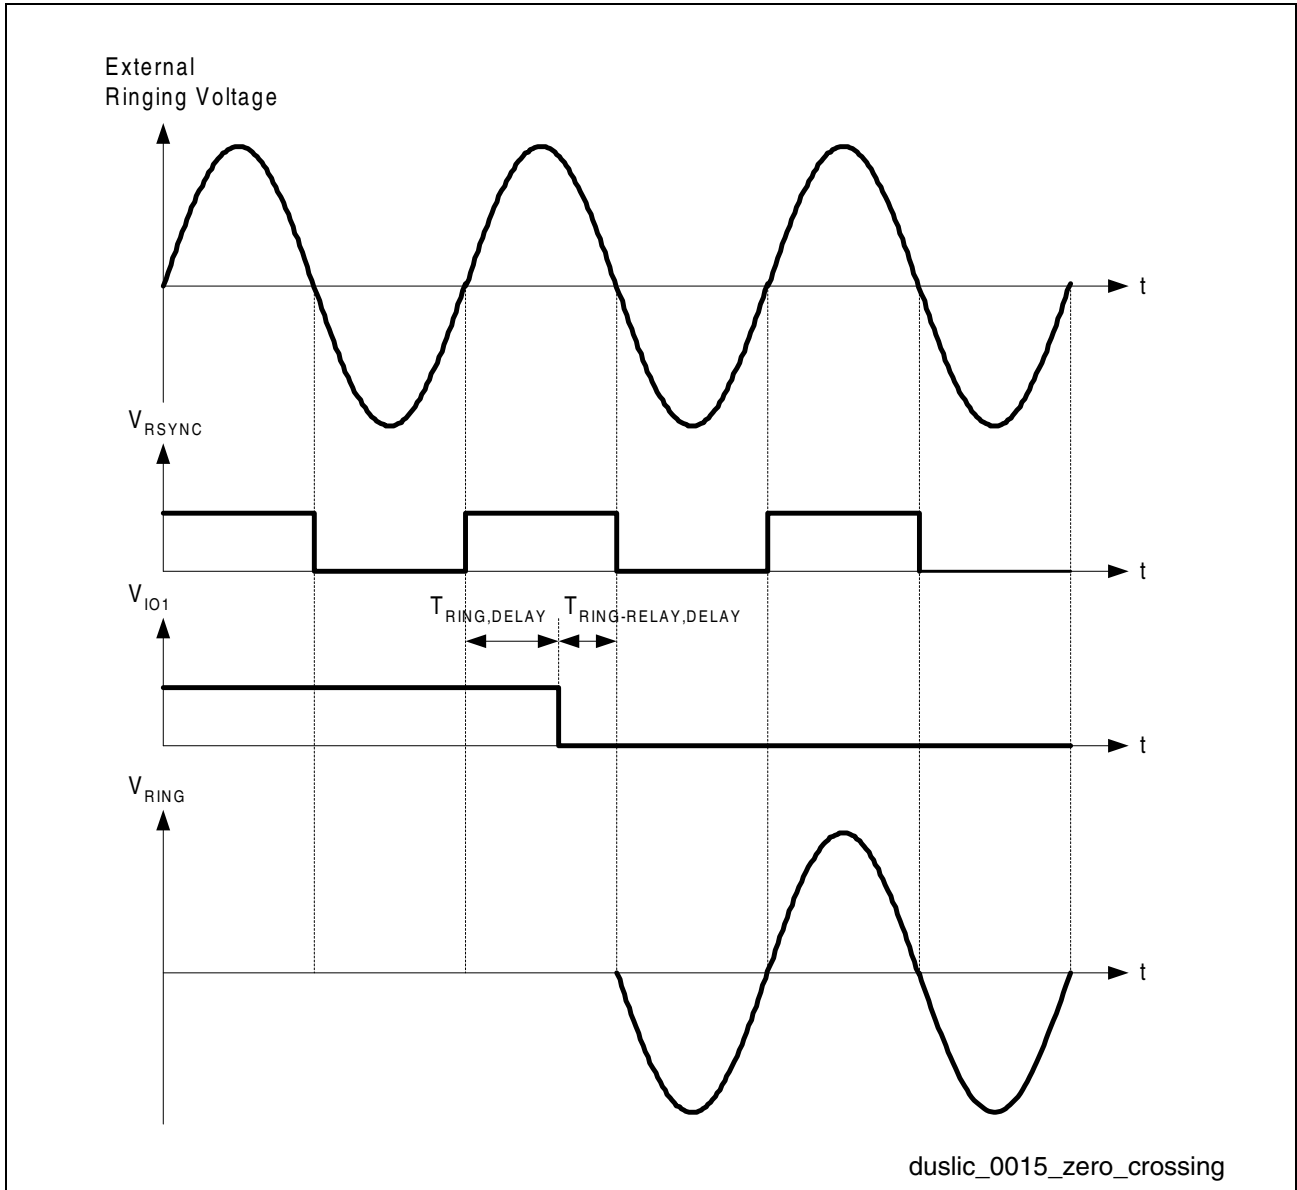 External
Ringing Voltage
t
VRSYNC
t
VIO1
TRING,DELAY TRING-RELAY,DELAY
t
VRING
t
duslic_0015_zero_crossing